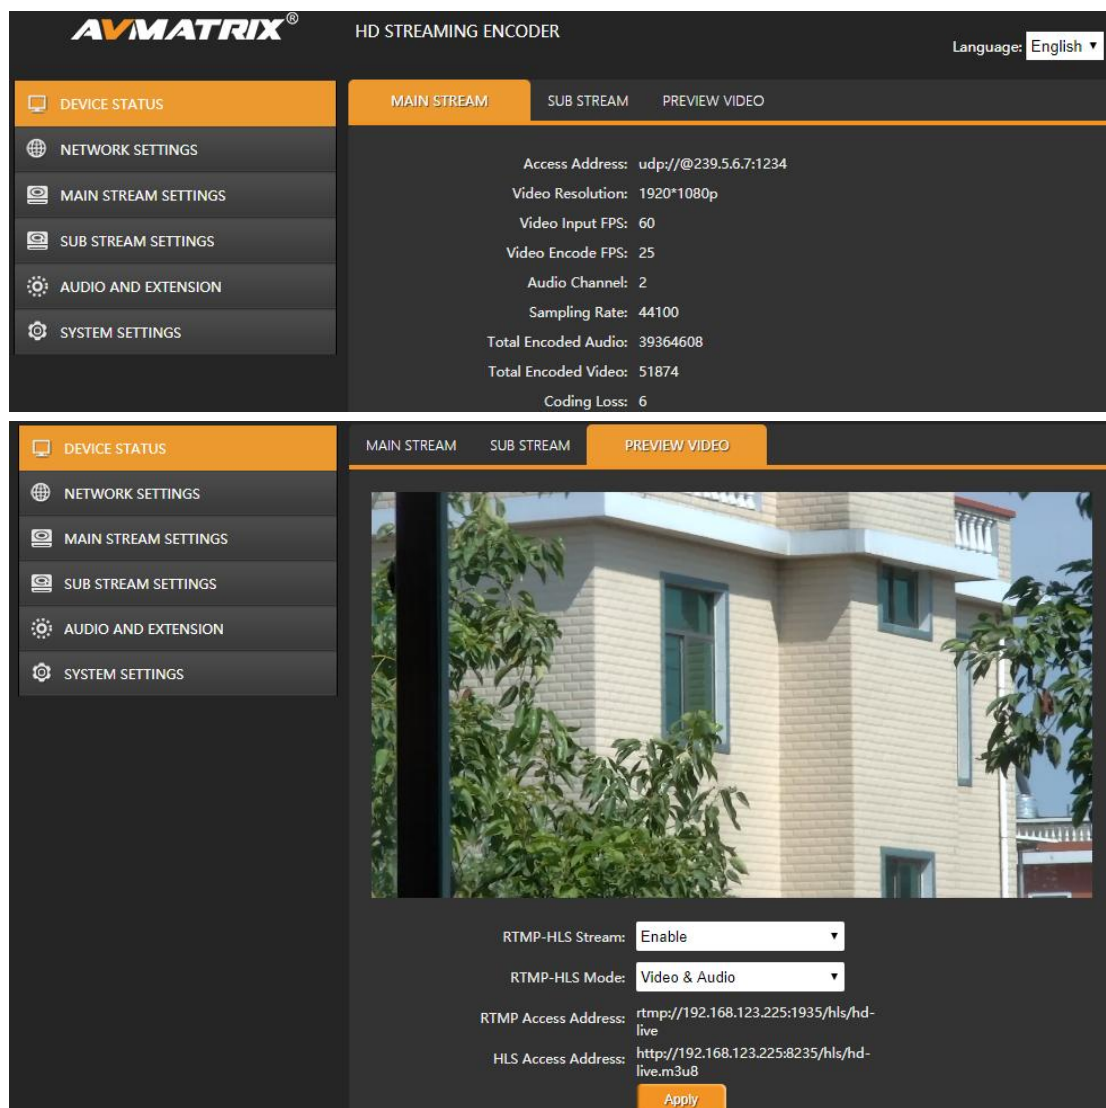 AVMATRIX®
HD STREAMING ENCODER
Language: English
DEVICE STATUS
NETWORK SETTINGS
MAIN STREAM SETTINGS
SUB STREAM SETTINGS
AUDIO AND EXTENSION
SYSTEM SETTINGS
MAIN STREAM SUB STREAM PREVIEW VIDEO
Access Address: udp://@239.5.6.7:1234
Video Resolution: 1920*1080p
Video Input FPS: 60
Video Encode FPS: 25
Audio Channel: 2
Sampling Rate: 44100
Total Encoded Audio: 39364608
Total Encoded Video: 51874
Coding Loss: 6
DEVICE STATUS
NETWORK SETTINGS
MAIN STREAM SETTINGS
SUB STREAM SETTINGS
AUDIO AND EXTENSION
SYSTEM SETTINGS
MAIN STREAM SUB STREAM PREVIEW VIDEO
RTMP-HLS Stream: Enable
RTMP-HLS Mode: Video & Audio
RTMP Access Address: rtmp://192.168.123.225:1935/hls/hd-
live
HLS Access Address: http://192.168.123.225:8235/hls/hd-
live.m3u8
Apply